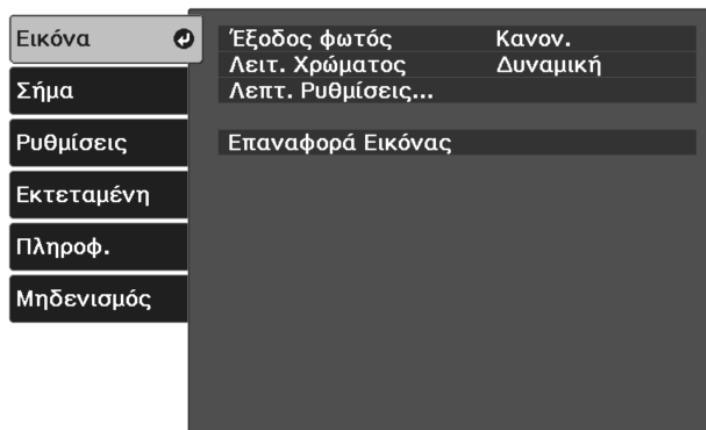 Εικόνα
Σήμα
Ρυθμίσεις
Εκτεταμένη
Πληροφ.
Μηδενισμός
Έξοδος φωτός Κανον.
Λειτ. Χρώματος Δυναμική
Λεπτ. Ρυθμίσεις...
Επαναφορά Εικόνας